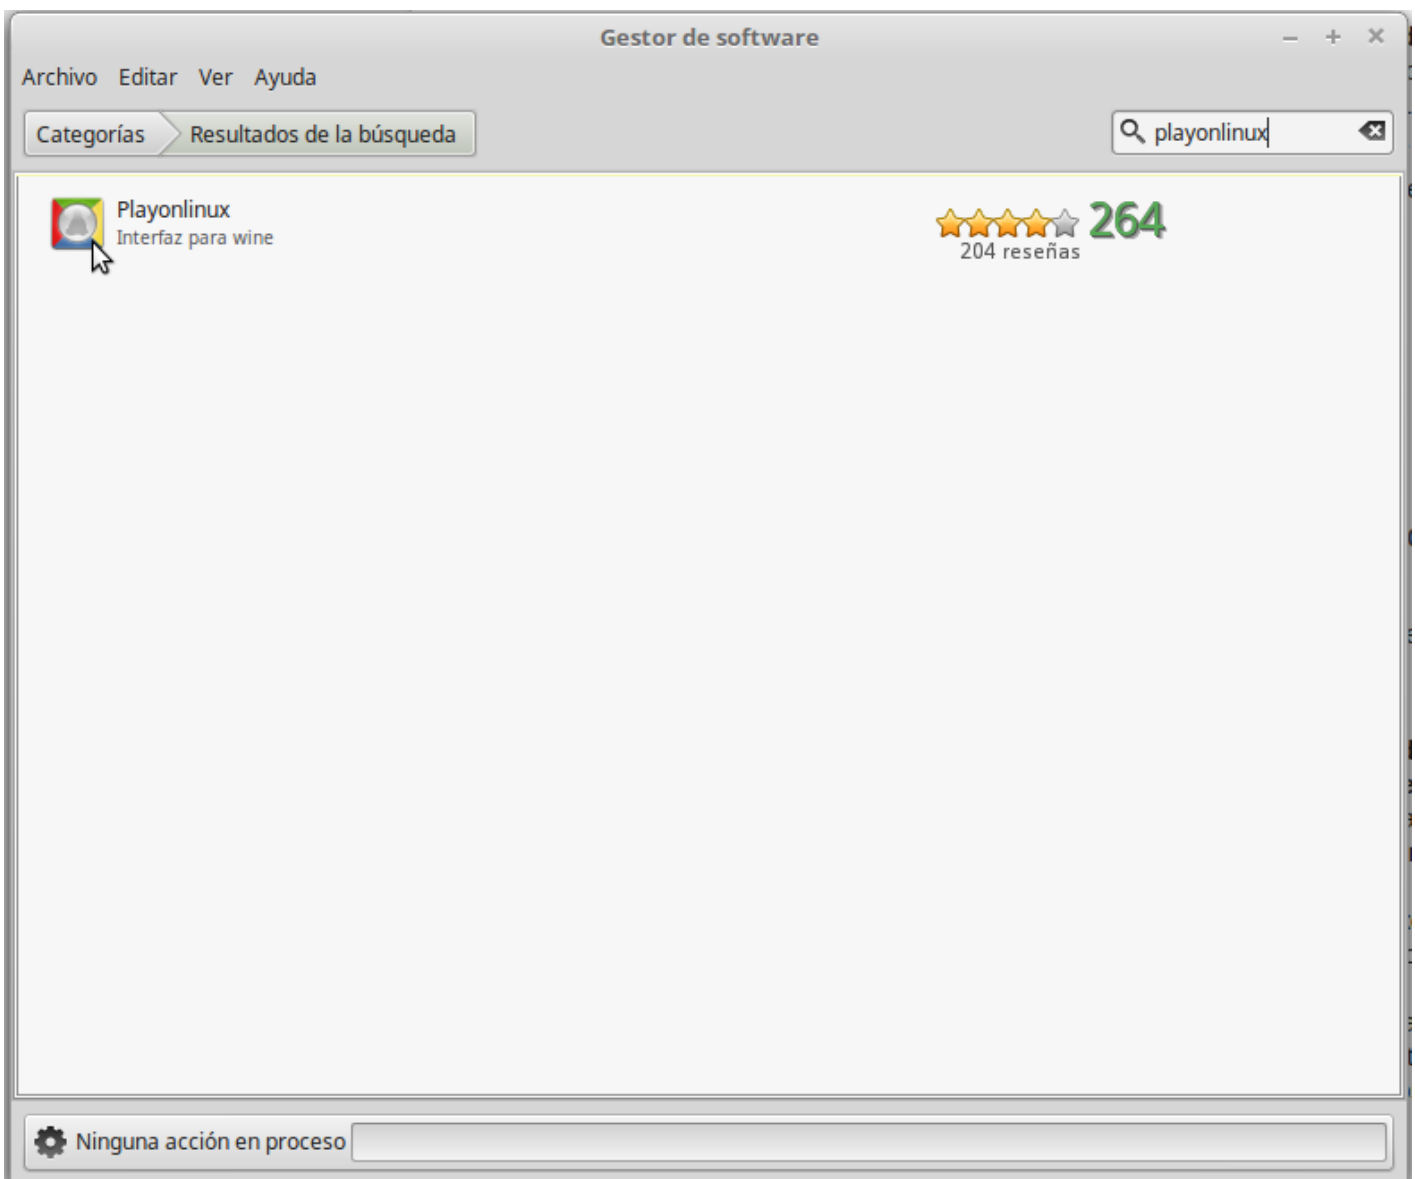 Gestor de software
Archivo Editar Ver Ayuda
Categorías Resultados de la búsqueda playonlinux
Playonlinux
Interfaz para wine
264
204 reseñas
Ninguna acción en proceso